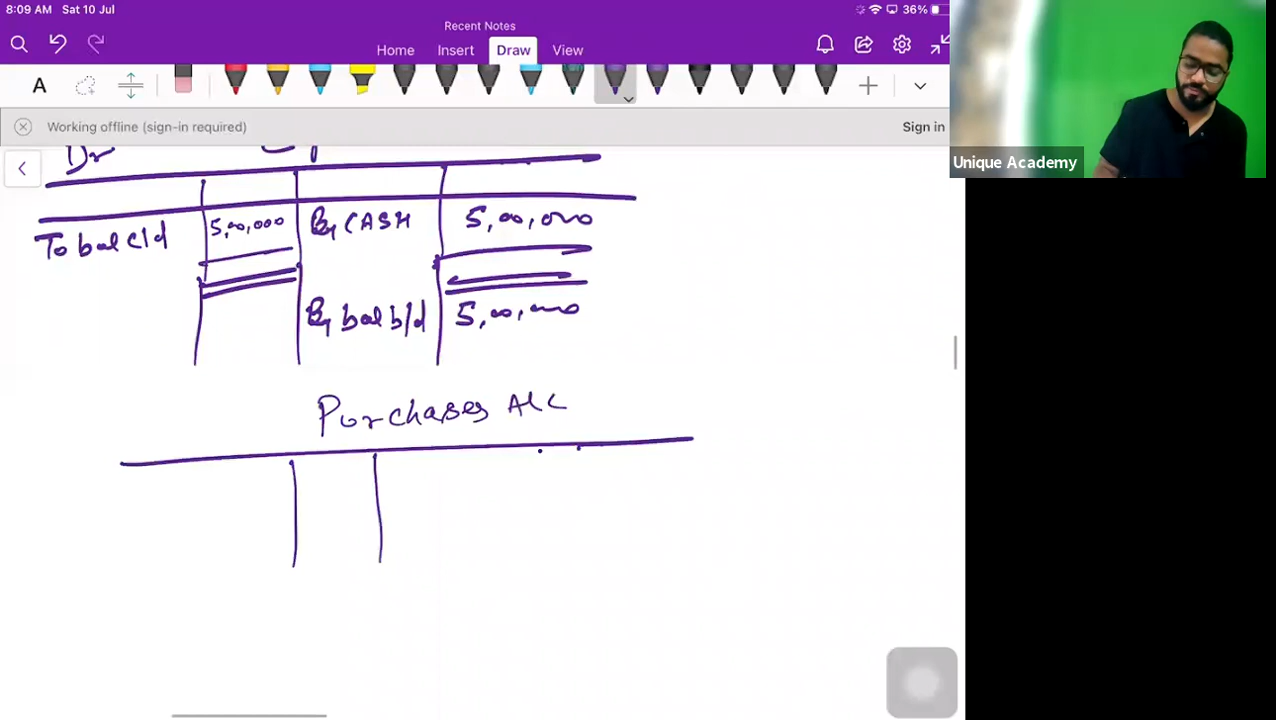 8:09 AM Sat 10 Jul
36%
Recent Notes
Home Insert Draw View
A
Working offline (sign-in required)
Sign in
Unique Academy
Dr
To bal c/d 5,00,000 By CASH 5,00,000
By bal b/d 5,00,000
Purchases A/c